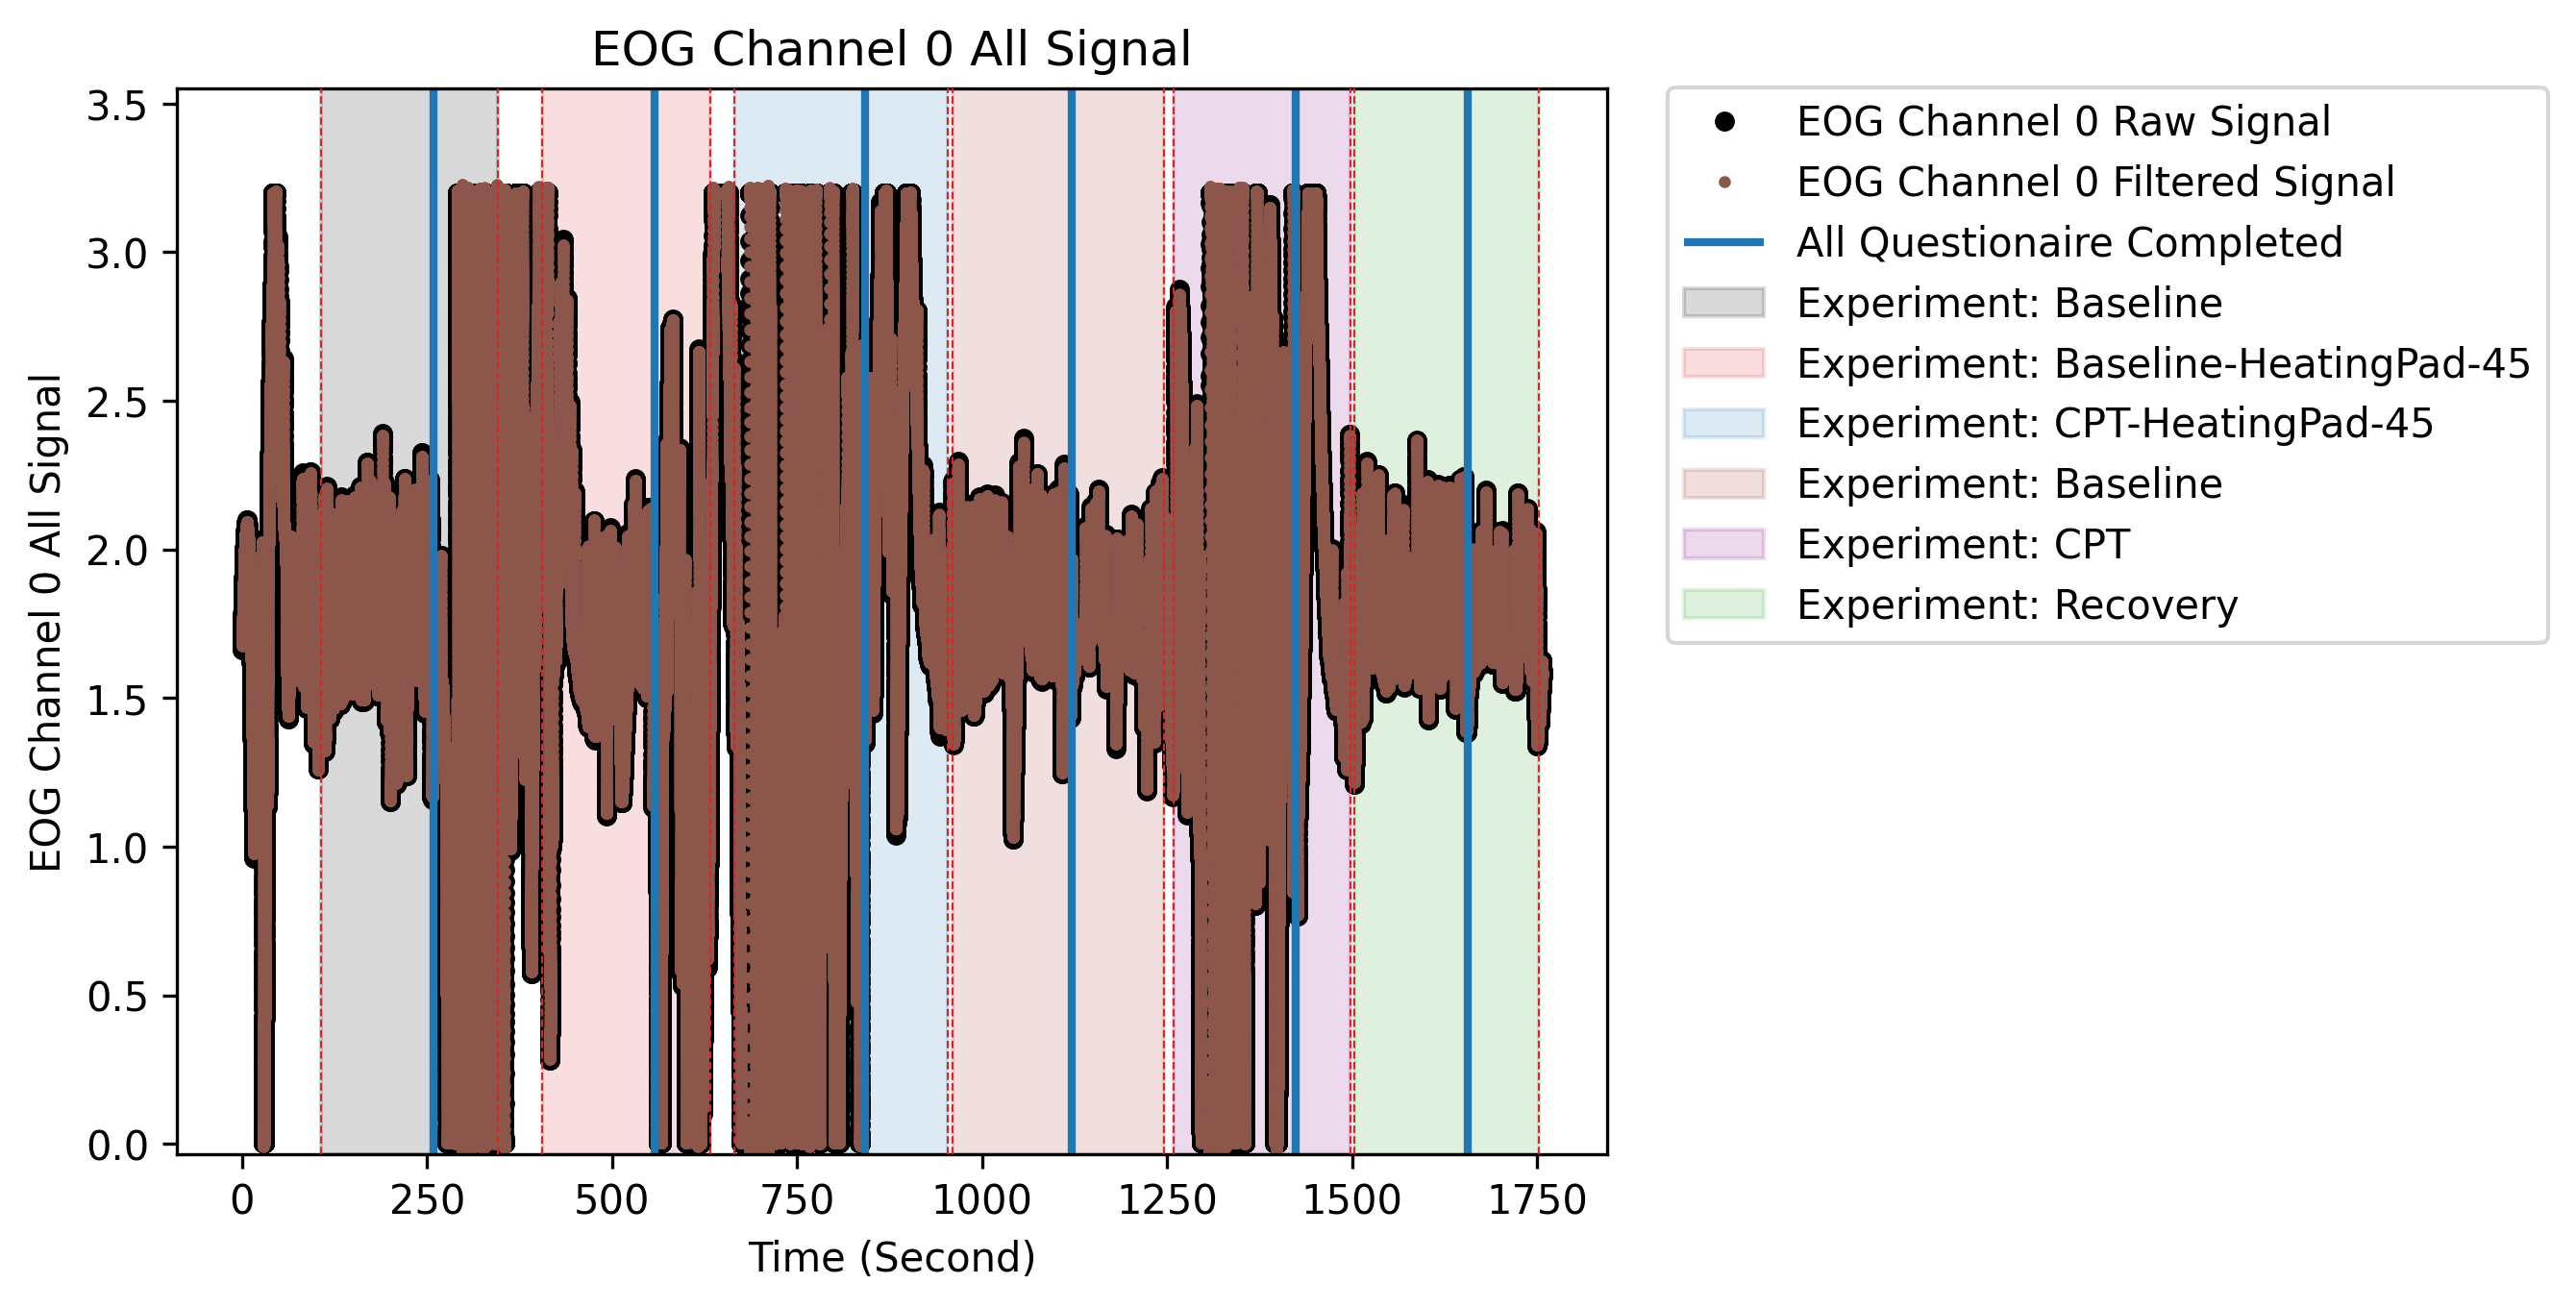 EOG Channel 0 All Signal
EOG Channel 0 All Signal
3.5
3.0
2.5
2.0
1.5
1.0
0.5
0.0
0 250 500 750 1000 1250 1500 1750
Time (Second)
EOG Channel 0 Raw Signal
EOG Channel 0 Filtered Signal
All Questionaire Completed
Experiment: Baseline
Experiment: Baseline-HeatingPad-45
Experiment: CPT-HeatingPad-45
Experiment: Baseline
Experiment: CPT
Experiment: Recovery